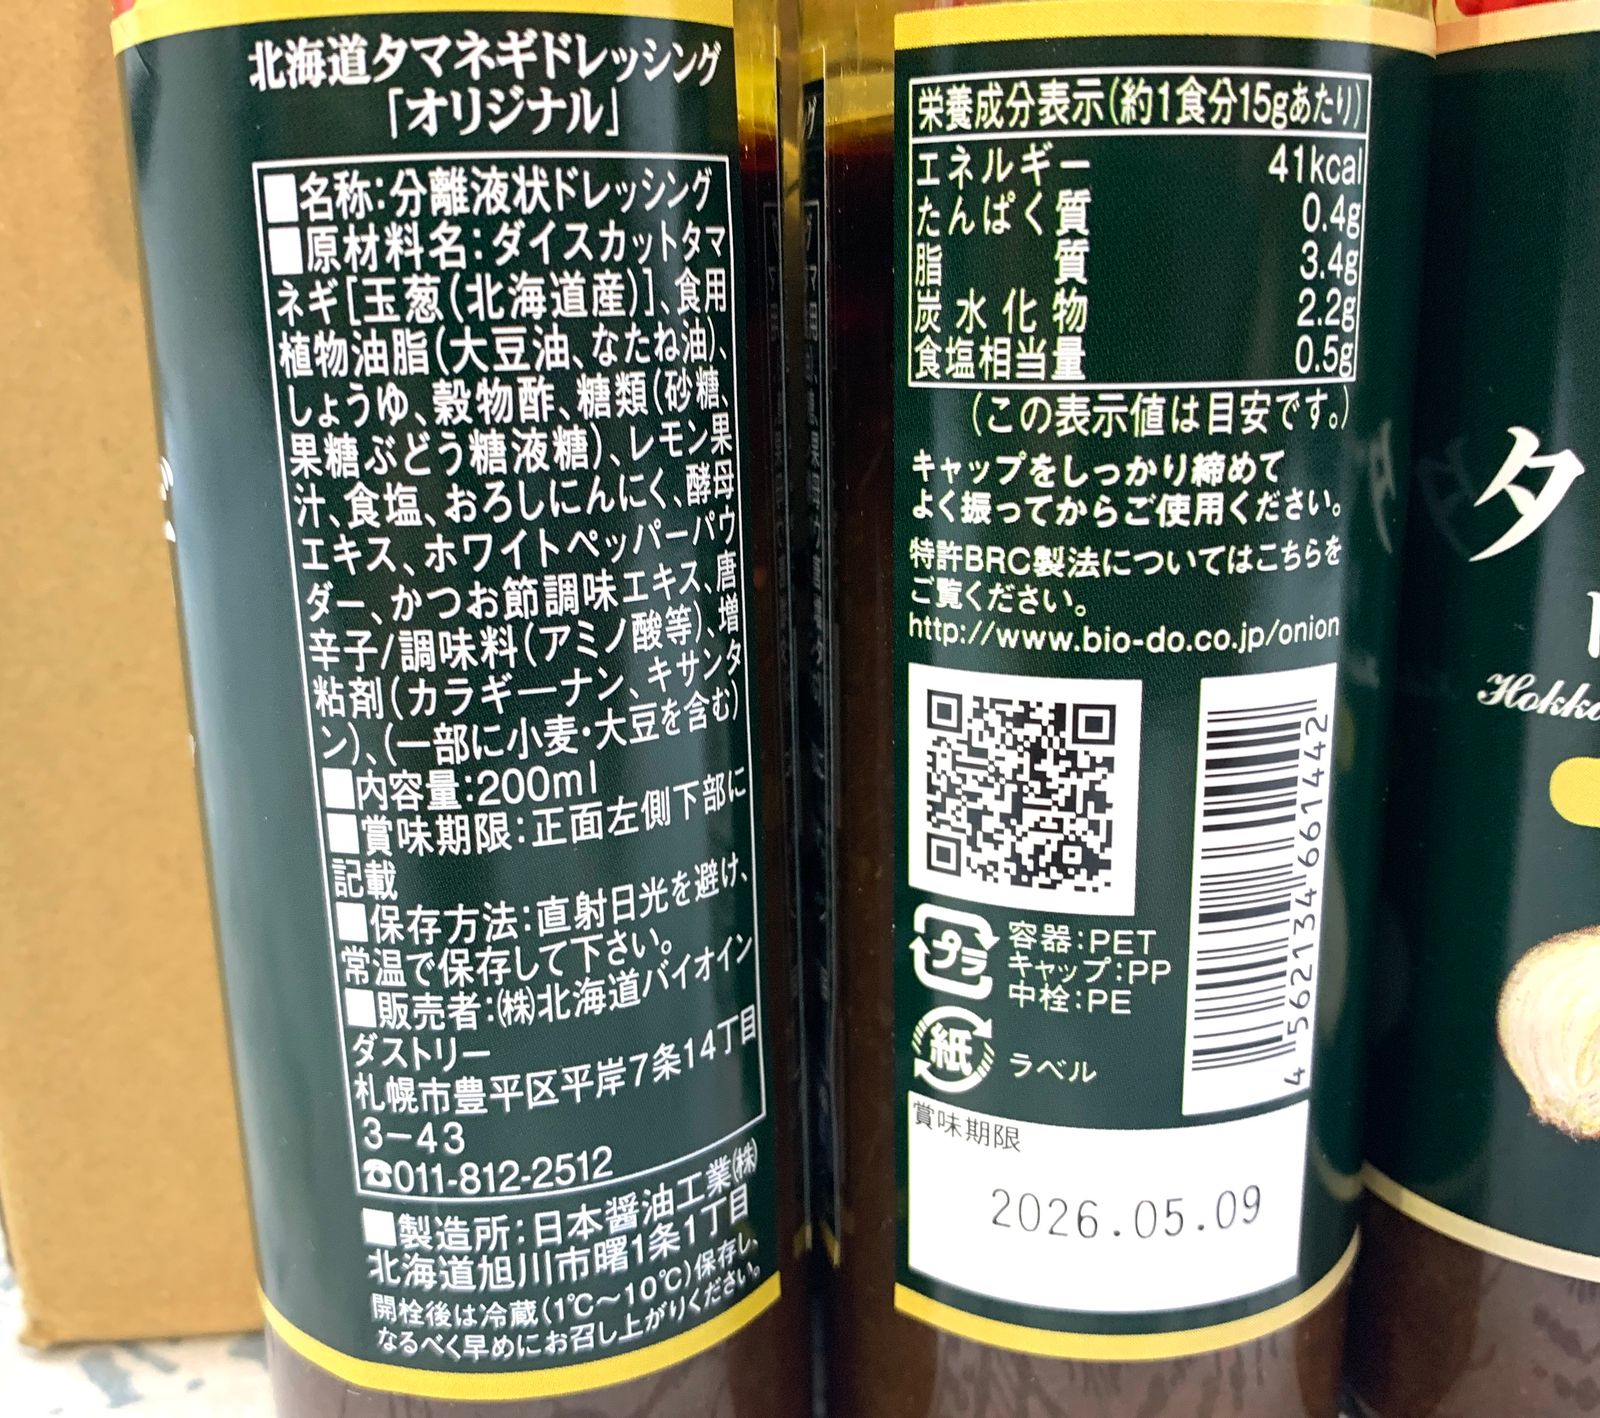 北海道タマネギドレッシング
「オリジナル」
■名称:分離液状ドレッシング
■原材料名:ダイスカットタマ
ネギ[玉葱(北海道産)]、食用
植物油脂(大豆油、なたね油)、
しょうゆ、穀物酢、糖類(砂糖、
果糖ぶどう糖液糖)、レモン果
汁、食塩、おろしにんにく、酵母
エキス、ホワイトペッパーパウ
ダー、かつお節調味エキス、唐
辛子/調味料(アミノ酸等)、増
粘剤(カラギーナン、キサンタ
ン)、(一部に小麦・大豆を含む)
■内容量:200ml
■賞味期限:正面左側下部に
記載
■保存方法:直射日光を避け、
常温で保存して下さい。
■販売者:(株)北海道バイオイン
ダストリー
札幌市豊平区平岸7条14丁目
3-43
☎011-812-2512
■製造所:日本醤油工業(株)
北海道旭川市曙1条1丁目
開栓後は冷蔵(1℃〜10℃)保存し、
なるべく早めにお召し上がりください。
栄養成分表示(約1食分15gあたり)
エネルギー 41kcal
たんぱく質 0.4g
脂質 3.4g
炭水化物 2.2g
食塩相当量 0.5g
(この表示値は目安です。)
キャップをしっかり締めて
よく振ってからご使用ください。
特許BRC製法についてはこちらを
ご覧ください。
http://www.bio-do.co.jp/onion
プラ
容器:PET
キャップ:PP
中栓:PE
紙
ラベル
4562134661442
賞味期限
2026.05.09
タ